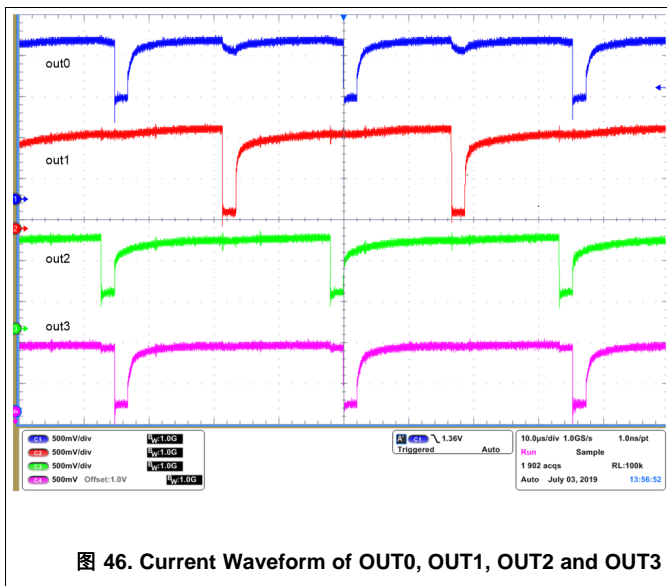 out0
out1
out2
out3
1
2
C1 500mV/div BW:1.0G
C2 500mV/div BW:1.0G
C3 500mV/div BW:1.0G
C4 500mV Offset:1.0V BW:1.0G
A' C1 1.36V
Triggered Auto
10.0µs/div 1.0GS/s 1.0ns/pt
Run Sample
1 902 acqs RL:100k
Auto July 03, 2019 13:56:52
图 46. Current Waveform of OUT0, OUT1, OUT2 and OUT3